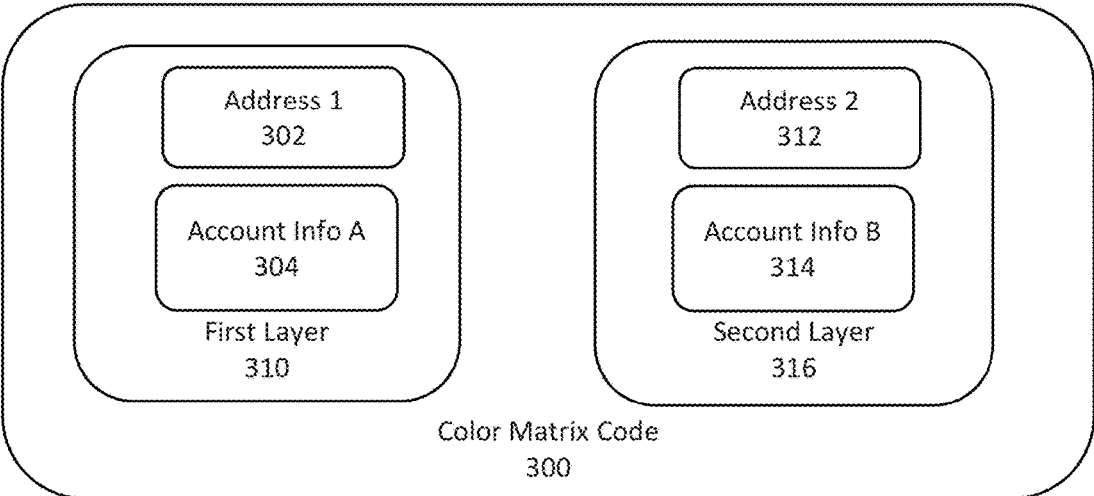 Address 1
302
Account Info A
304
First Layer
310
Address 2
312
Account Info B
314
Second Layer
316
Color Matrix Code
300